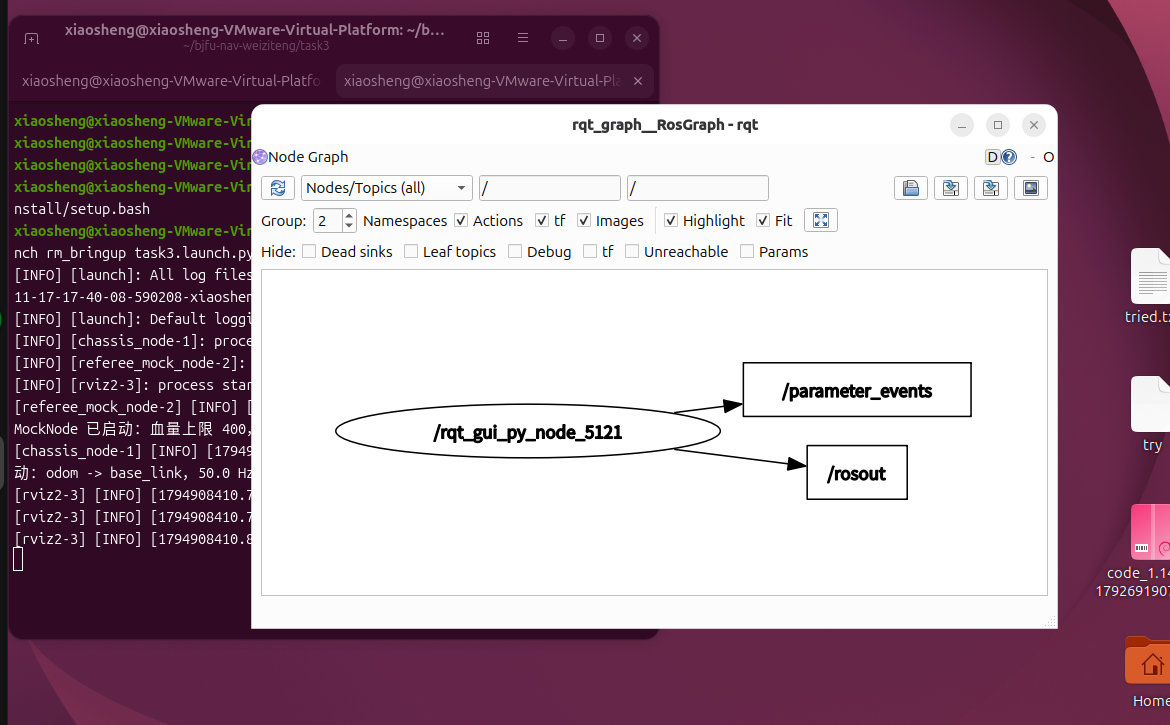 xiaosheng@xiaosheng-VMware-Virtual-Platform: ~/b...
~/bjfu-nav-weiziteng/task3
xiaosheng@xiaosheng-VMware-Virtual-Platfo
xiaosheng@xiaosheng-VMware-Virtual-Pla
xiaosheng@xiaosheng-VMware-Vir
xiaosheng@xiaosheng-VMware-Vir
xiaosheng@xiaosheng-VMware-Vir
xiaosheng@xiaosheng-VMware-Vir
nstall/setup.bash
xiaosheng@xiaosheng-VMware-Vir
nch rm_bringup task3.launch.py
[INFO] [launch]: All log files
11-17-17-40-08-590208-xiaoshen
[INFO] [launch]: Default loggi
[INFO] [chassis_node-1]: proce
[INFO] [referee_mock_node-2]:
[INFO] [rviz2-3]: process star
[referee_mock_node-2] [INFO] [
MockNode 已启动：血量上限 400，
[chassis_node-1] [INFO] [17949
动：odom -> base_link，50.0 Hz
[rviz2-3] [INFO] [1794908410.7
[rviz2-3] [INFO] [1794908410.7
[rviz2-3] [INFO] [1794908410.8
rqt_graph__RosGraph - rqt
Node Graph
D - O
Nodes/Topics (all) / /
Group: 2 Namespaces Actions tf Images Highlight Fit
Hide: Dead sinks Leaf topics Debug tf Unreachable Params
/parameter_events
/rqt_gui_py_node_5121
/rosout
tried.tx
try
code_1.14
1792691907
Home